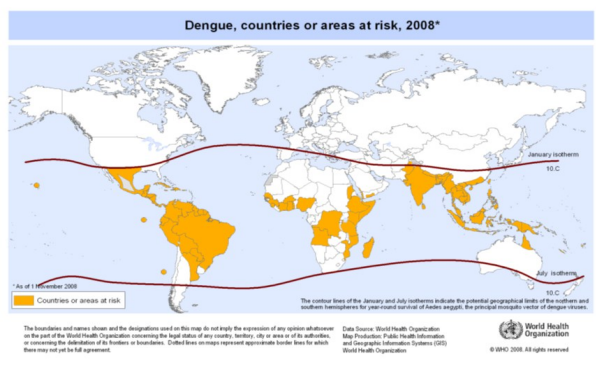 Dengue, countries or areas at risk, 2008*
January isotherm
10.C
July isotherm
10.C
* As of 1 November 2008
Countries or areas at risk
The contour lines of the January and July isotherms indicate the potential geographical limits of the northern and
southern hemispheres for year-round survival of Aedes aegypti, the principal mosquito vector of dengue viruses.
The boundaries and names shown and the designations used on this map do not imply the expression of any opinion whatsoever
on the part of the World Health Organization concerning the legal status of any country, territory, city or area or of its authorities,
or concerning the delimitation of its frontiers or boundaries. Dotted lines on maps represent approximate border lines for which
there may not yet be full agreement.
Data Source: World Health Organization
Map Production: Public Health Information
and Geographic Information Systems (GIS)
World Health Organization
World Health
Organization
© WHO 2008. All rights reserved